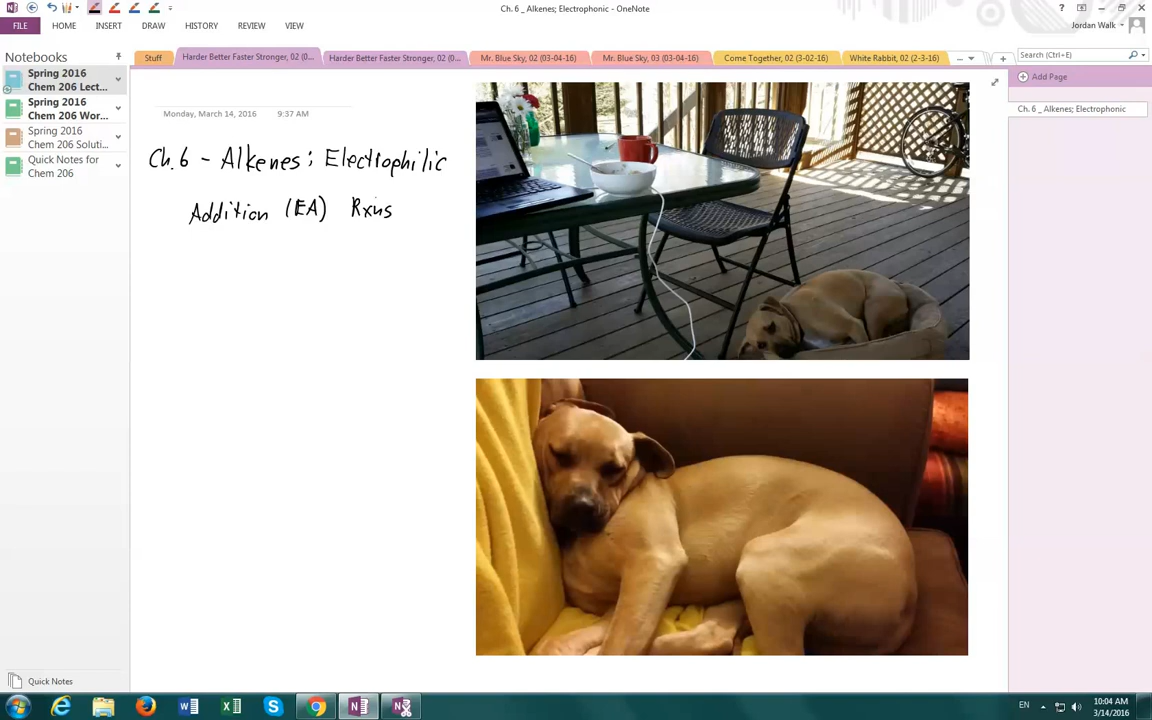 Ch. 6 _ Alkenes; Electrophonic - OneNote
FILE HOME INSERT DRAW HISTORY REVIEW VIEW
Jordan Walk
Notebooks
Stuff
Harder Better Faster Stronger, 02 (0...
Harder Better Faster Stronger, 02 (0...
Mr. Blue Sky, 02 (03-04-16)
Mr. Blue Sky, 03 (03-04-16)
Come Together, 02 (3-02-16)
White Rabbit, 02 (2-3-16)
Search (Ctrl+E)
Spring 2016
Chem 206 Lect...
Spring 2016
Chem 206 Wor...
Spring 2016
Chem 206 Soluti...
Quick Notes for
Chem 206
Add Page
Ch. 6 _ Alkenes; Electrophonic
Monday, March 14, 2016 9:37 AM
Ch. 6 - Alkenes; Electrophilic
Addition (EA) Rxns
Quick Notes
EN
10:04 AM
3/14/2016